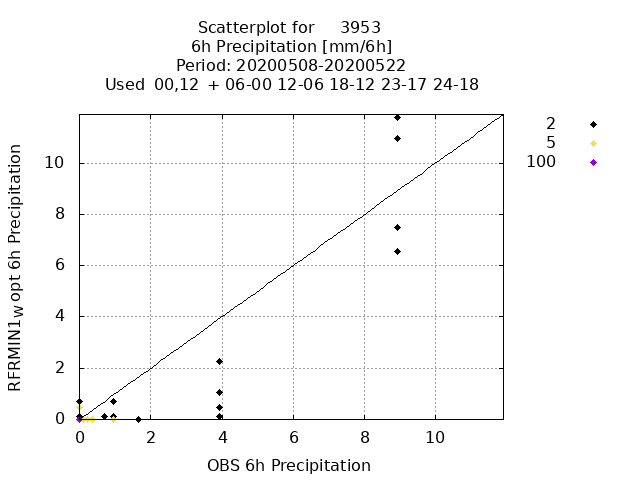 Scatterplot for 3953
6h Precipitation [mm/6h]
Period: 20200508-20200522
Used 00,12 + 06-00 12-06 18-12 23-17 24-18
2
5
100
RFRMIN1W opt 6h Precipitation
10
8
6
4
2
0
0 2 4 6 8 10
OBS 6h Precipitation